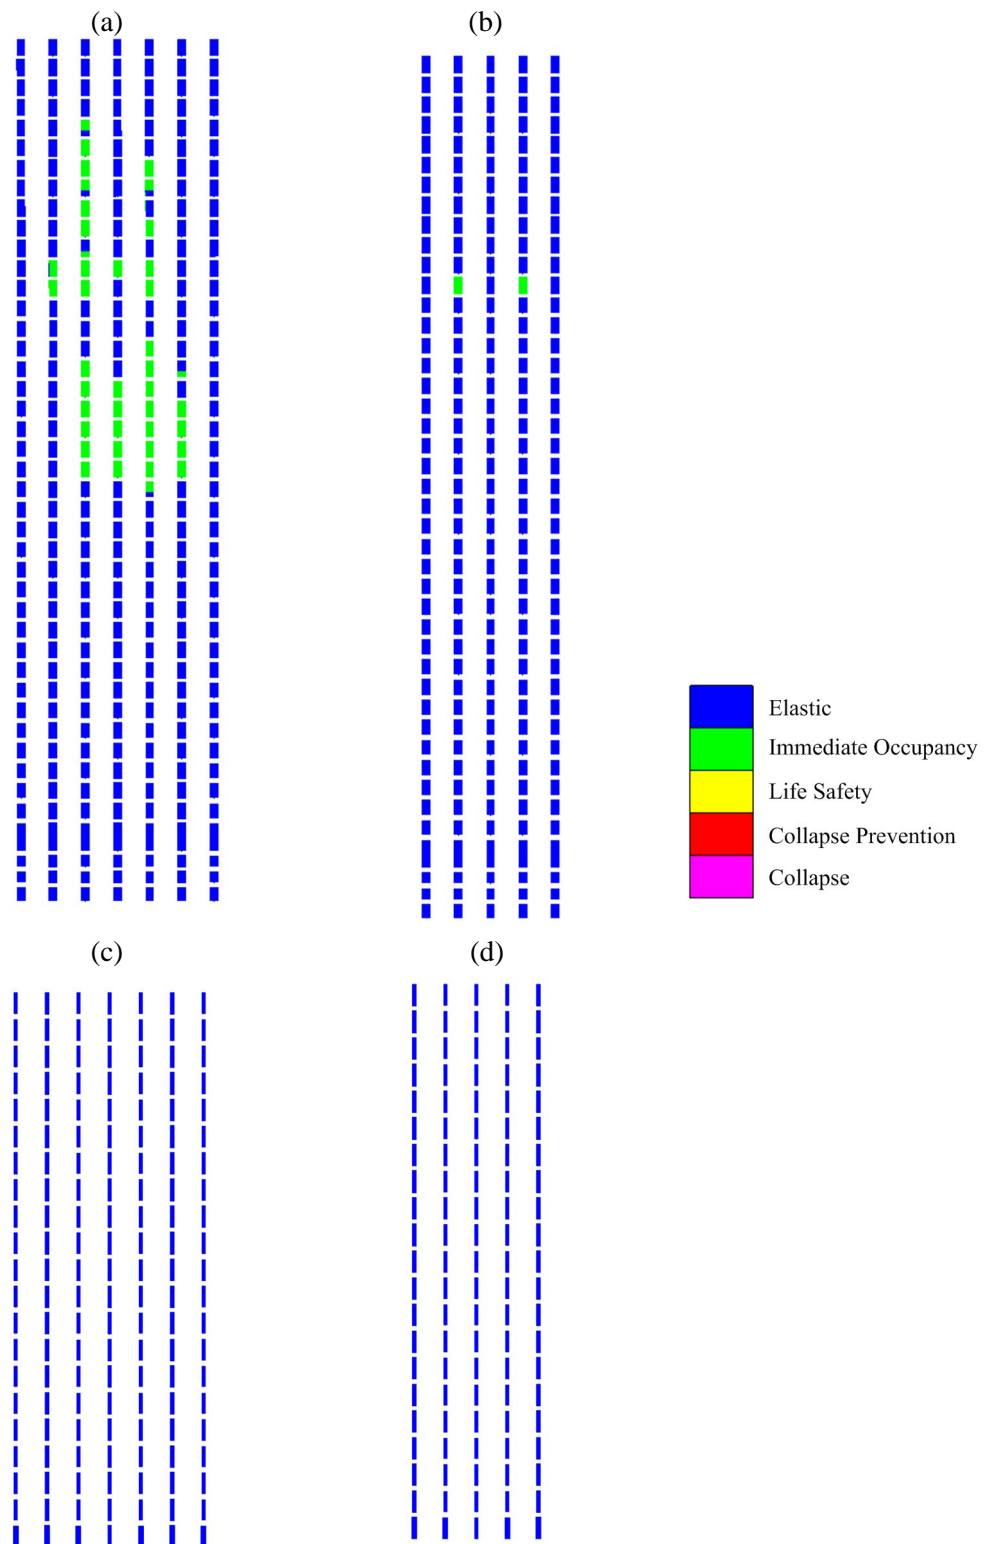 (a)
(b)
Elastic
Immediate Occupancy
Life Safety
Collapse Prevention
Collapse
(c)
(d)